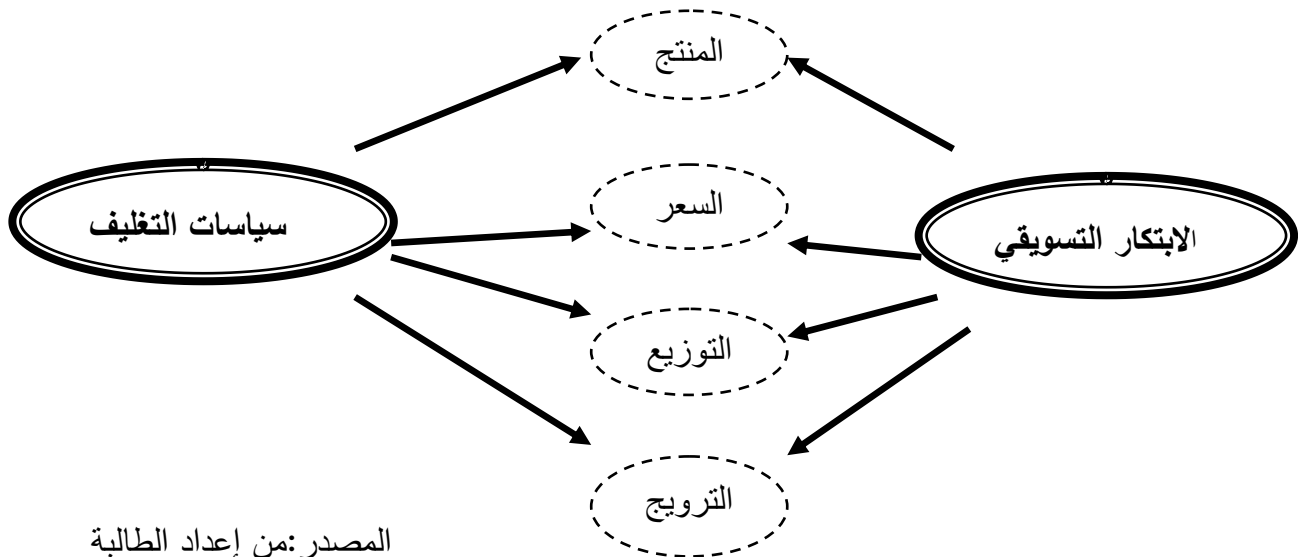 المنتج
السعر
الابتكار التسويقي
سياسات التغليف
التوزيع
الترويج
المصدر:من إعداد الطالبة